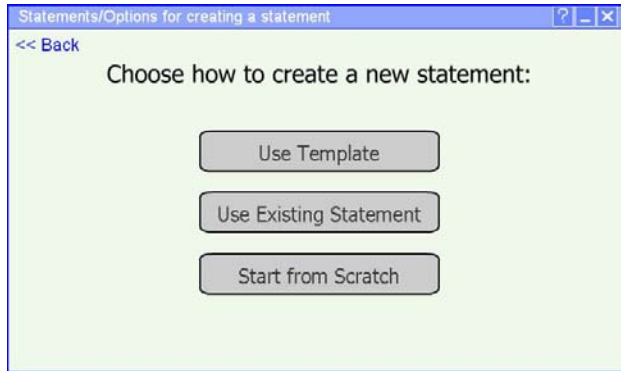 Statements/Options for creating a statement
<< Back
Choose how to create a new statement:
Use Template
Use Existing Statement
Start from Scratch